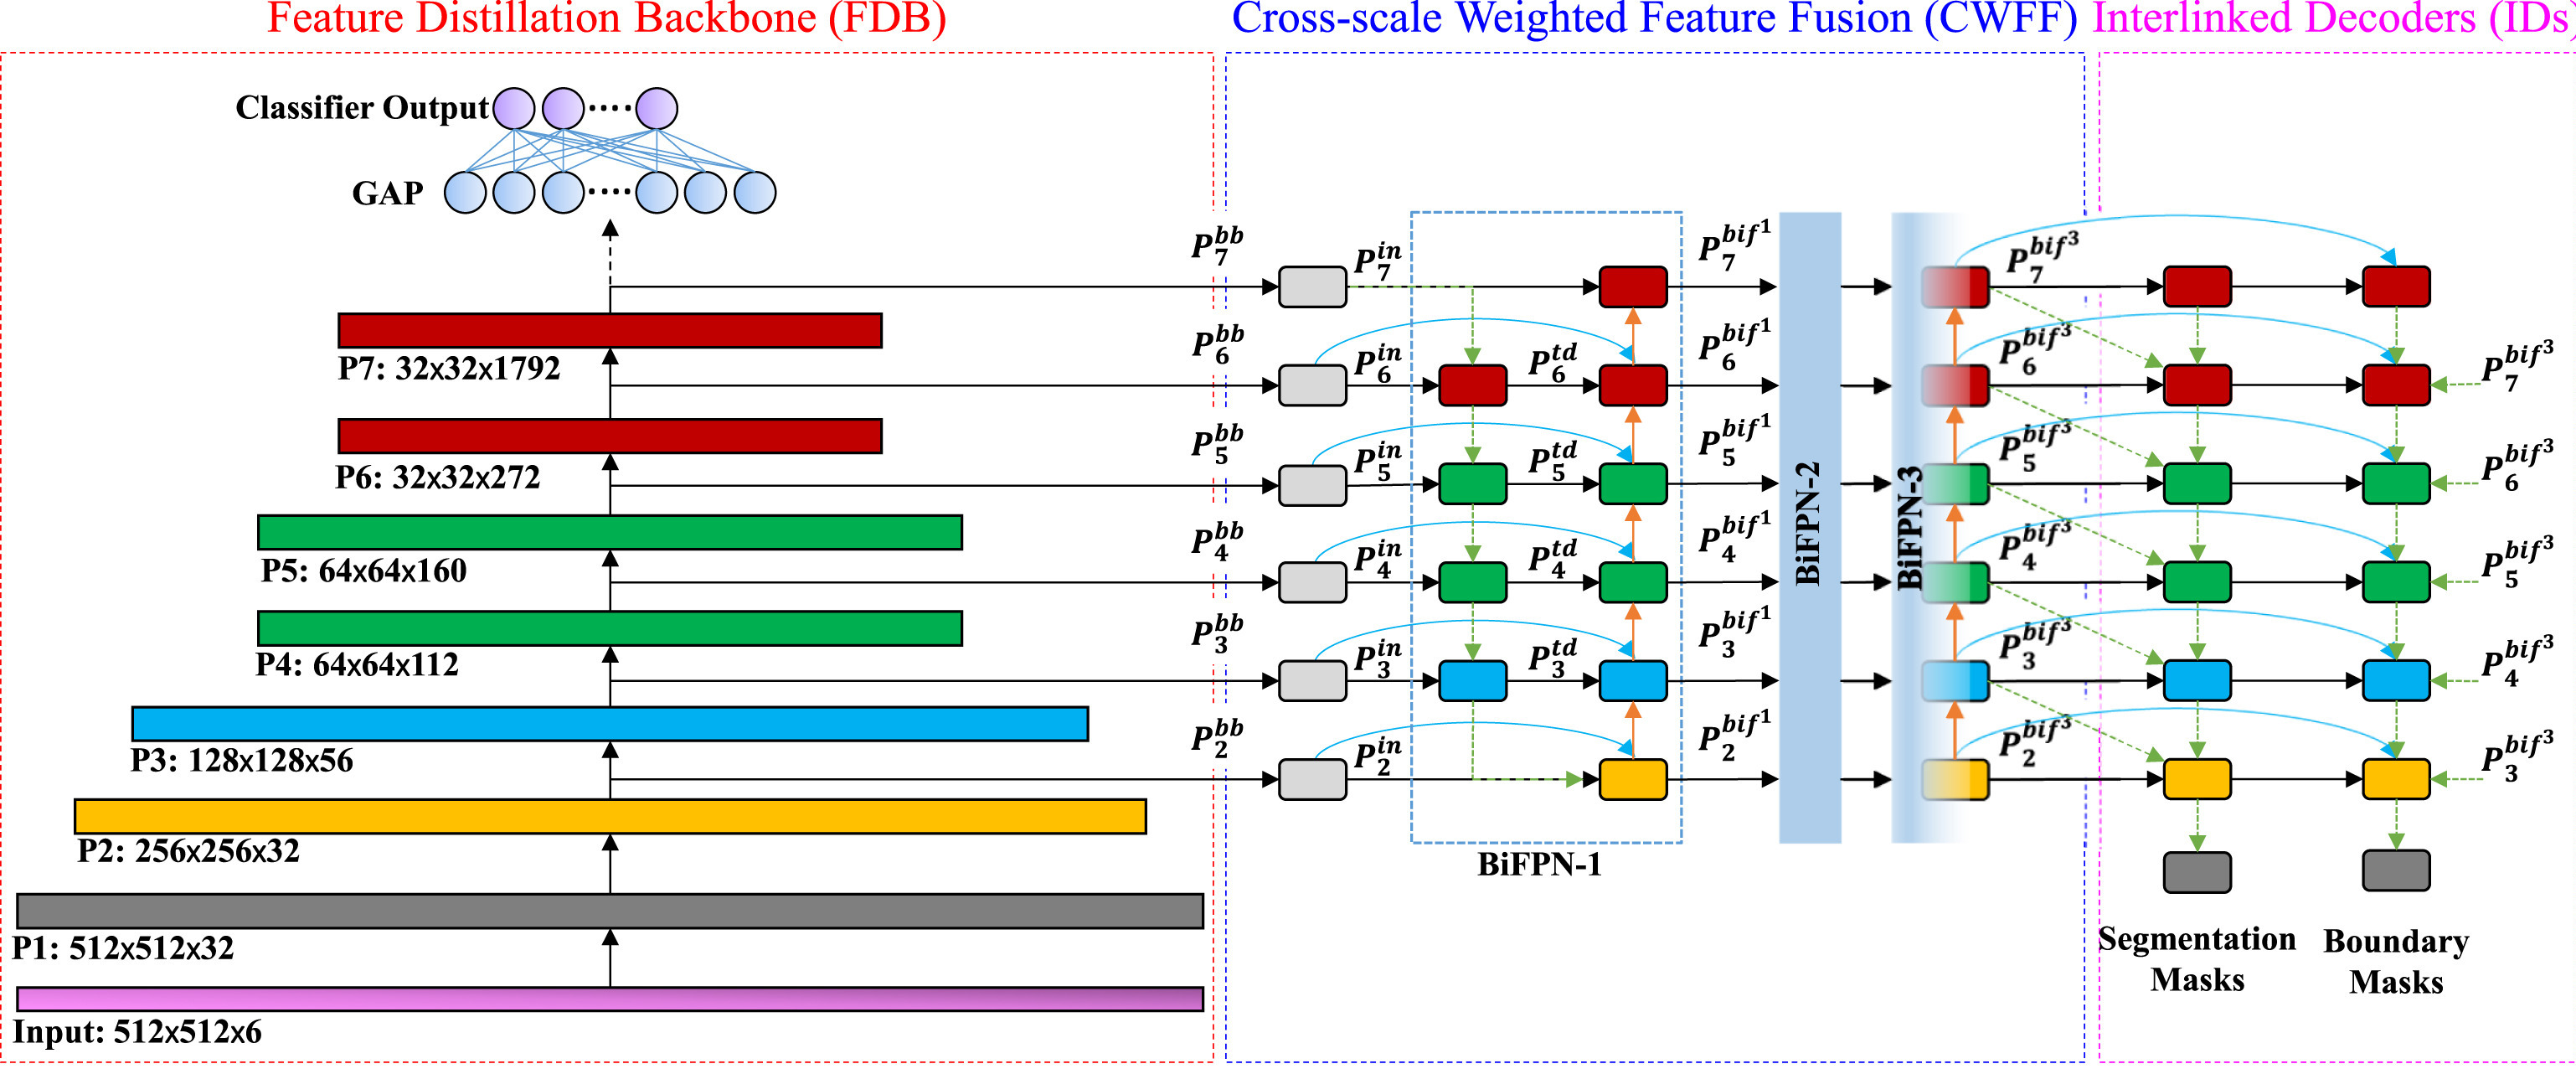 Feature Distillation Backbone (FDB)
Cross-scale Weighted Feature Fusion (CWFF)
Interlinked Decoders (IDs)
Classifier Output
GAP
P7: 32x32x1792
P6: 32x32x272
P5: 64x64x160
P4: 64x64x112
P3: 128x128x56
P2: 256x256x32
P1: 512x512x32
Input: 512x512x6
P_7^{bb}
P_6^{bb}
P_5^{bb}
P_4^{bb}
P_3^{bb}
P_2^{bb}
P_7^{in}
P_6^{in}
P_5^{in}
P_4^{in}
P_3^{in}
P_2^{in}
P_6^{td}
P_5^{td}
P_4^{td}
P_3^{td}
BiFPN-1
P_7^{bif^1}
P_6^{bif^1}
P_5^{bif^1}
P_4^{bif^1}
P_3^{bif^1}
P_2^{bif^1}
BiFPN-2
BiFPN-3
P_7^{bif^3}
P_6^{bif^3}
P_5^{bif^3}
P_4^{bif^3}
P_3^{bif^3}
P_2^{bif^3}
P_7^{bif^3}
P_6^{bif^3}
P_5^{bif^3}
P_4^{bif^3}
P_3^{bif^3}
Segmentation
Masks
Boundary
Masks